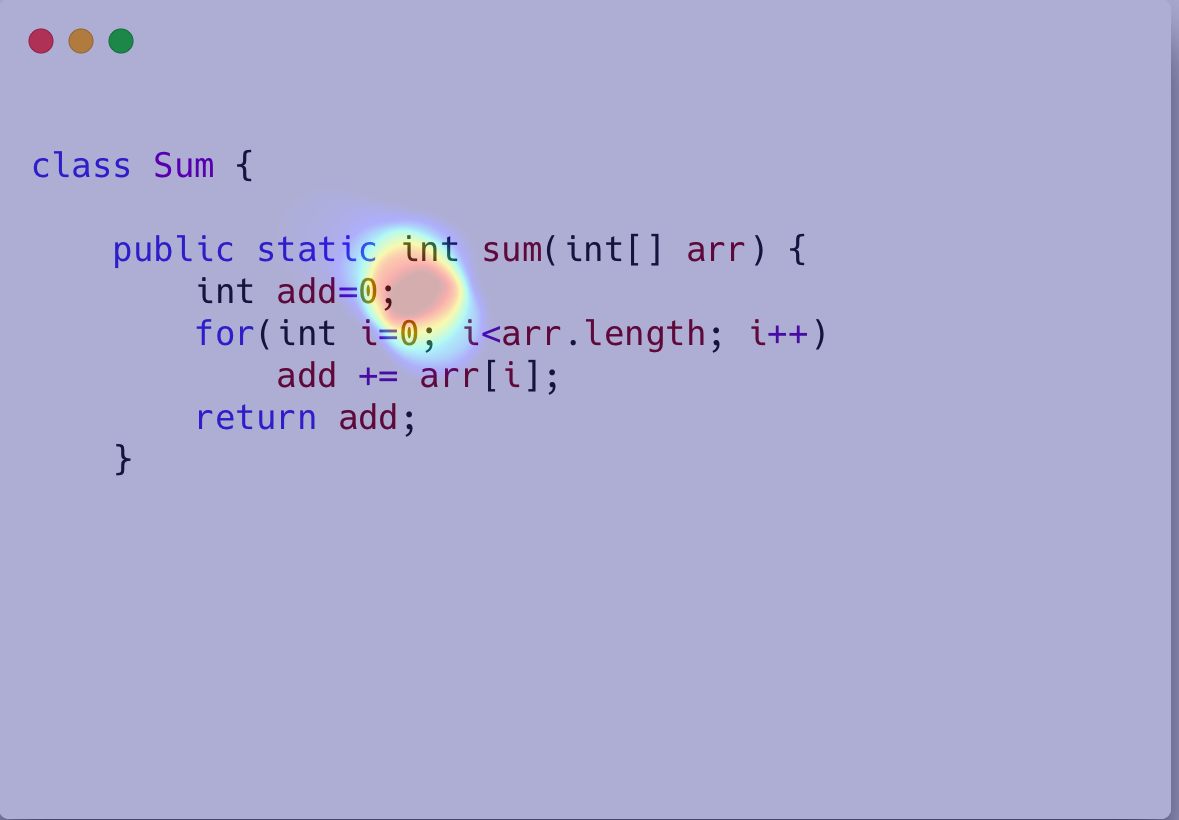 class Sum {
public static int sum(int[] arr) {
int add=0;
for(int i=0; i<arr.length; i++)
add += arr[i];
return add;
}